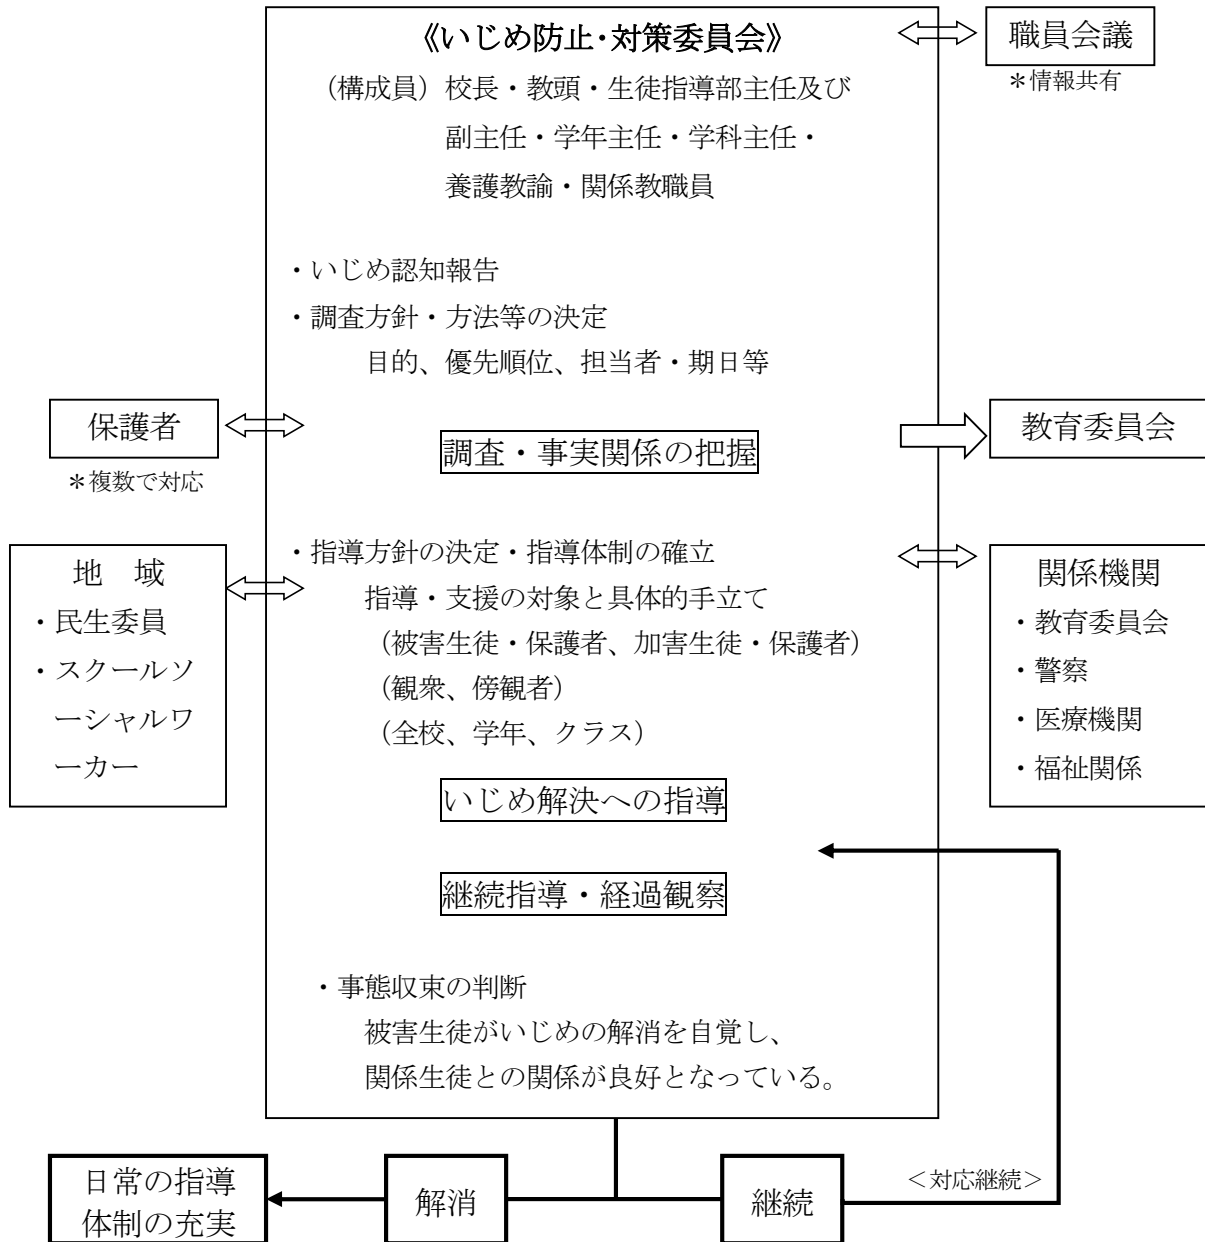 《いじめ防止・対策委員会》
（構成員）校長・教頭・生徒指導部主任及び
副主任・学年主任・学科主任・
養護教諭・関係教職員
職員会議
＊情報共有
・いじめ認知報告
・調査方針・方法等の決定
目的、優先順位、担当者・期日等
保護者
＊複数で対応
調査・事実関係の把握
教育委員会
・指導方針の決定・指導体制の確立
指導・支援の対象と具体的手立て
（被害生徒・保護者、加害生徒・保護者）
（観衆、傍観者）
（全校、学年、クラス）
地　域
・民生委員
・スクールソ
ーシャルワ
ーカー
関係機関
・教育委員会
・警察
・医療機関
・福祉関係
いじめ解決への指導
継続指導・経過観察
・事態収束の判断
被害生徒がいじめの解消を自覚し、
関係生徒との関係が良好となっている。
日常の指導
体制の充実
解消
継続
＜対応継続＞